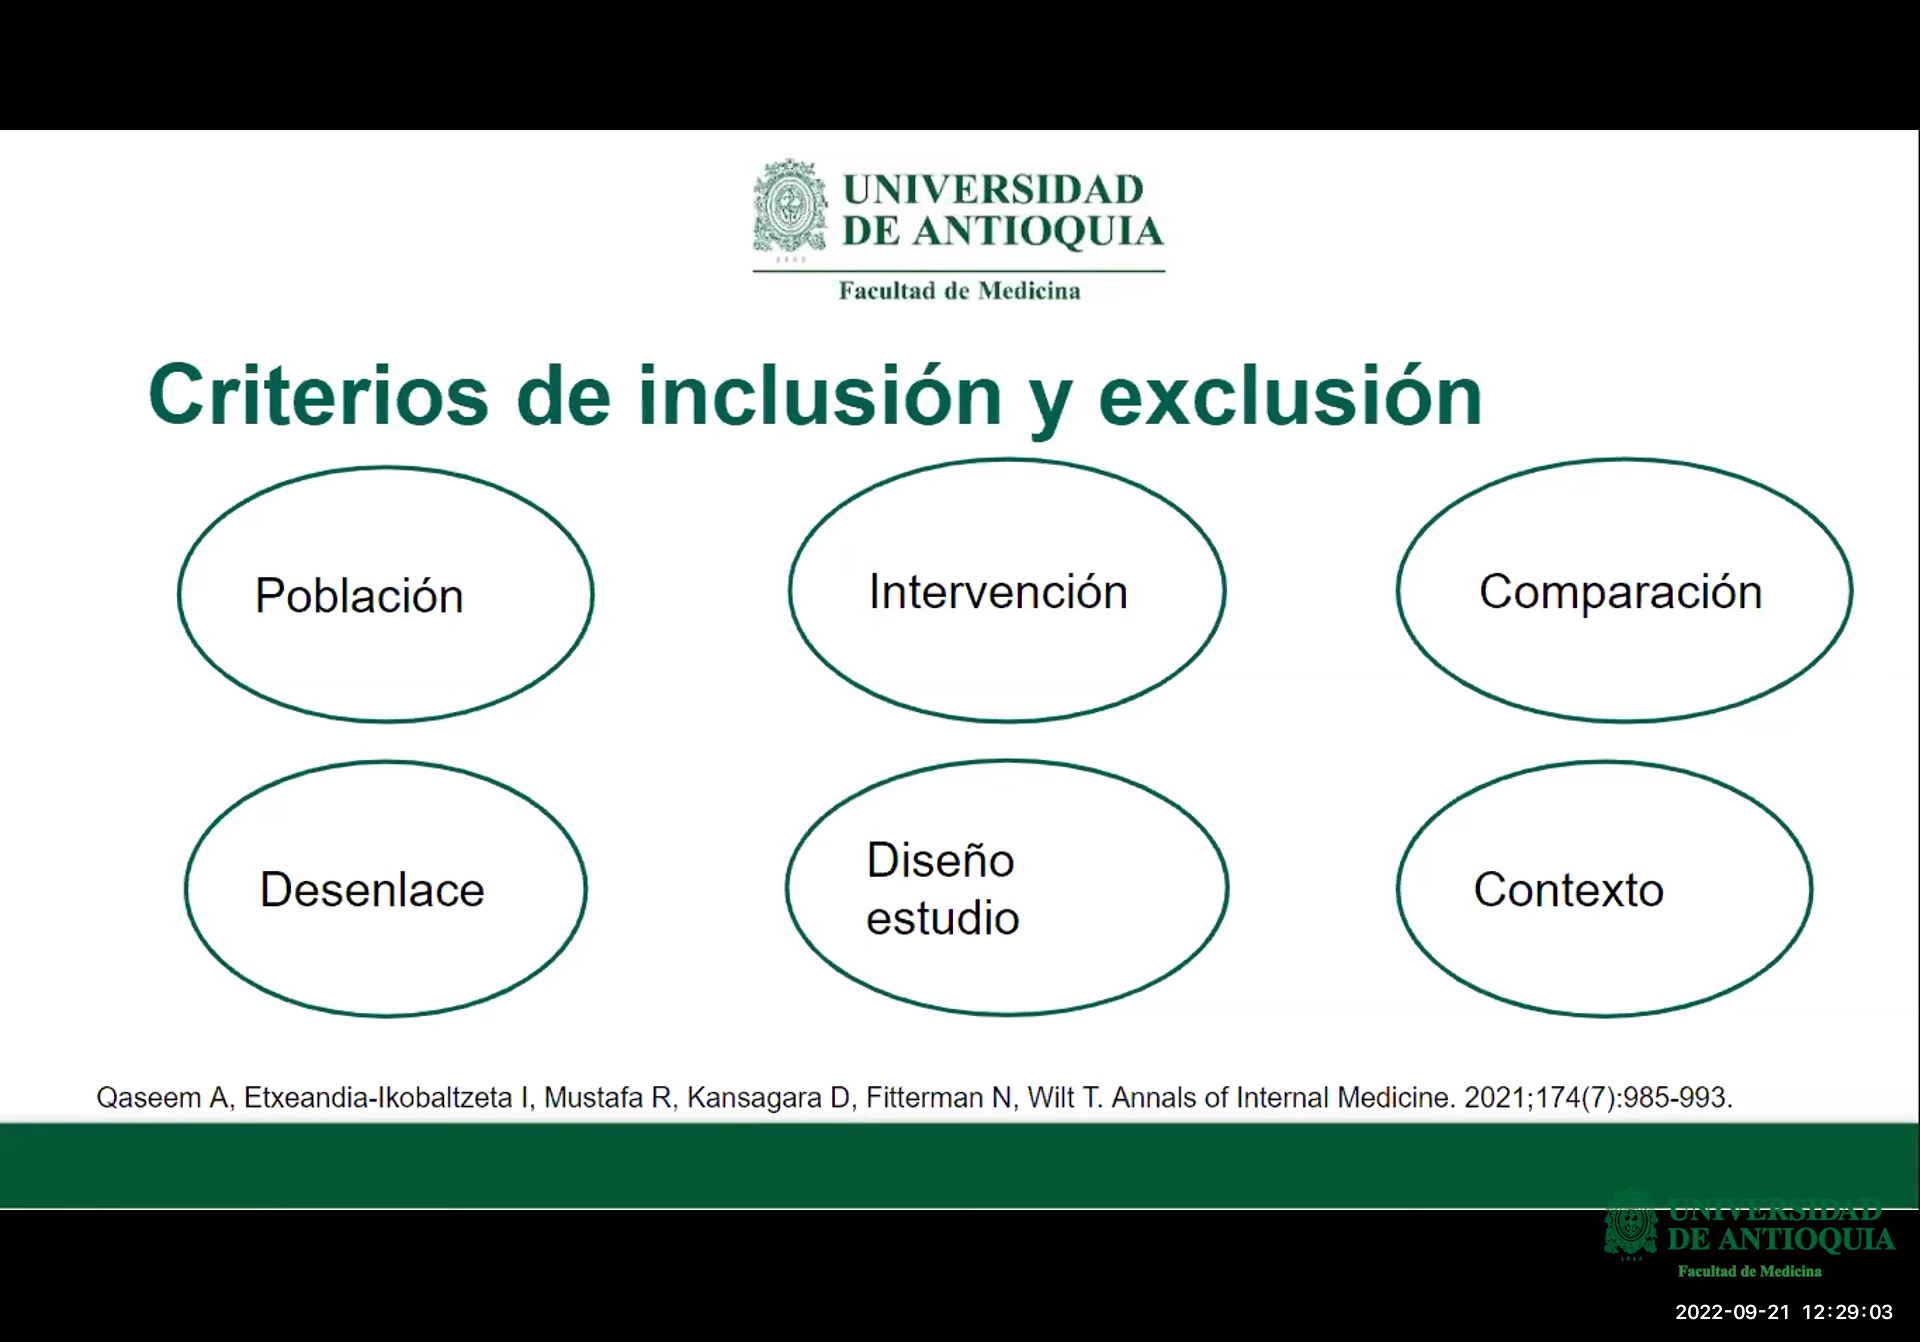 UNIVERSIDAD
DE ANTIOQUIA
1803
Facultad de Medicina
Criterios de inclusión y exclusión
Población
Intervención
Comparación
Desenlace
Diseño
estudio
Contexto
Qaseem A, Etxeandia-Ikobaltzeta I, Mustafa R, Kansagara D, Fitterman N, Wilt T. Annals of Internal Medicine. 2021;174(7):985-993.
UNIVERSIDAD
DE ANTIOQUIA
1803
Facultad de Medicina
2022-09-21 12:29:03